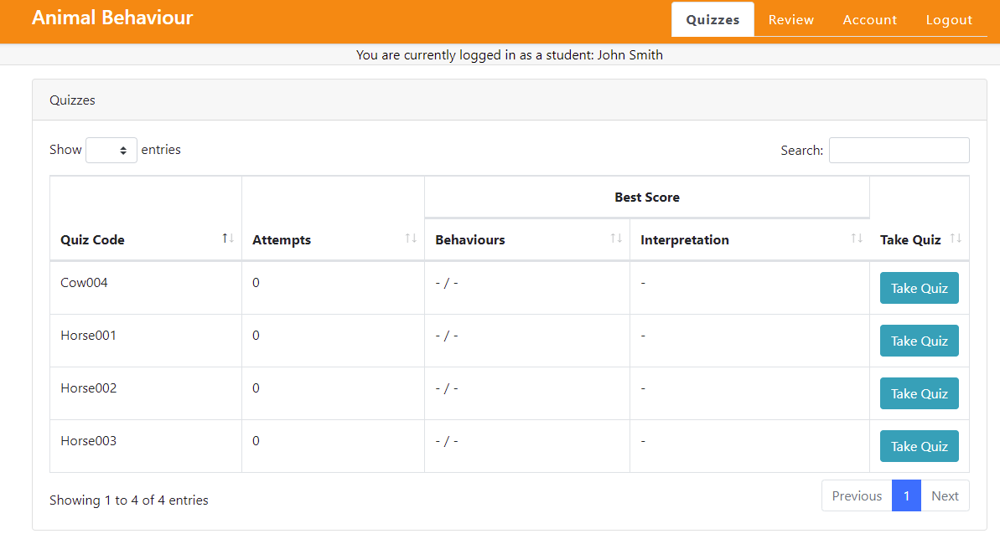 Animal Behaviour
Quizzes Review Account Logout
You are currently logged in as a student: John Smith
Quizzes
Show entries Search:
Best Score
Quiz Code Attempts Behaviours Interpretation Take Quiz
Cow004 0 - / - - Take Quiz
Horse001 0 - / - - Take Quiz
Horse002 0 - / - - Take Quiz
Horse003 0 - / - - Take Quiz
Showing 1 to 4 of 4 entries Previous 1 Next